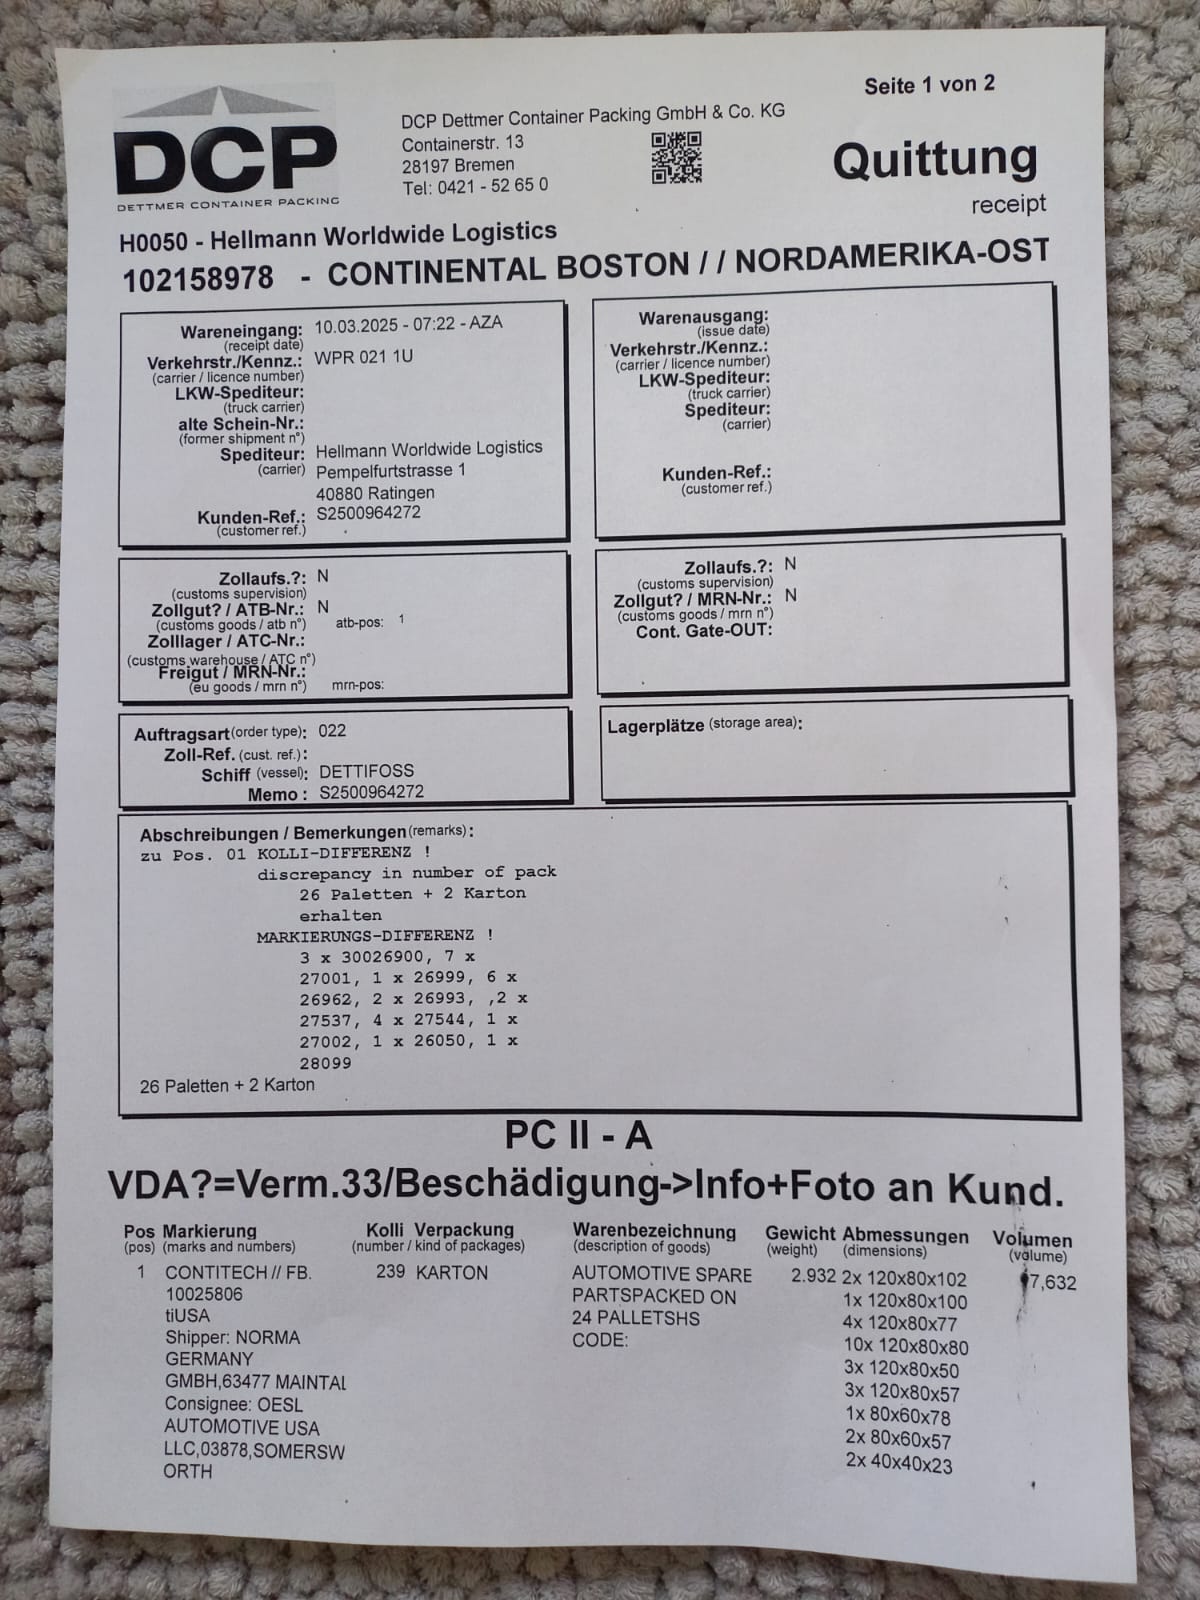 Seite 1 von 2
DCP
DETTMER CONTAINER PACKING
DCP Dettmer Container Packing GmbH & Co. KG
Containerstr. 13
28197 Bremen
Tel: 0421 - 52 65 0
Quittung
receipt
H0050 - Hellmann Worldwide Logistics
102158978 - CONTINENTAL BOSTON // NORDAMERIKA-OST
Wareneingang: 10.03.2025 - 07:22 - AZA
(receipt date)
Verkehrstr./Kennz.: WPR 021 1U
(carrier / licence number)
LKW-Spediteur:
(truck carrier)
alte Schein-Nr.:
(former shipment n°)
Spediteur: Hellmann Worldwide Logistics
(carrier) Pempelfurtstrasse 1
40880 Ratingen
Kunden-Ref.: S2500964272
(customer ref.)
Warenausgang:
(issue date)
Verkehrstr./Kennz.:
(carrier / licence number)
LKW-Spediteur:
(truck carrier)
Spediteur:
(carrier)
Kunden-Ref.:
(customer ref.)
Zollaufs.?: N
(customs supervision)
Zollgut? / ATB-Nr.: N
(customs goods / atb n°) atb-pos: 1
Zolllager / ATC-Nr.:
(customs warehouse / ATC n°)
Freigut / MRN-Nr.:
(eu goods / mrn n°) mrn-pos:
Zollaufs.?: N
(customs supervision)
Zollgut? / MRN-Nr.: N
(customs goods / mrn n°)
Cont. Gate-OUT:
Auftragsart (order type): 022
Zoll-Ref. (cust. ref.):
Schiff (vessel): DETTIFOSS
Memo : S2500964272
Lagerplätze (storage area):
Abschreibungen / Bemerkungen (remarks):
zu Pos. 01 KOLLI-DIFFERENZ !
discrepancy in number of pack
26 Paletten + 2 Karton
erhalten
MARKIERUNGS-DIFFERENZ !
3 x 30026900, 7 x
27001, 1 x 26999, 6 x
26962, 2 x 26993, ,2 x
27537, 4 x 27544, 1 x
27002, 1 x 26050, 1 x
28099
26 Paletten + 2 Karton
PC II - A
VDA?=Verm.33/Beschädigung->Info+Foto an Kund.
Pos Markierung Kolli Verpackung Warenbezeichnung Gewicht Abmessungen Volumen
(pos) (marks and numbers) (number / kind of packages) (description of goods) (weight) (dimensions) (volume)
1 CONTITECH // FB. 239 KARTON AUTOMOTIVE SPARE 2.932 2x 120x80x102 17,632
10025806 PARTSPACKED ON 1x 120x80x100
tiUSA 24 PALLETSHS 4x 120x80x77
Shipper: NORMA CODE: 10x 120x80x80
GERMANY 3x 120x80x50
GMBH,63477 MAINTAL 3x 120x80x57
Consignee: OESL 1x 80x60x78
AUTOMOTIVE USA 2x 80x60x57
LLC,03878,SOMERSW 2x 40x40x23
ORTH